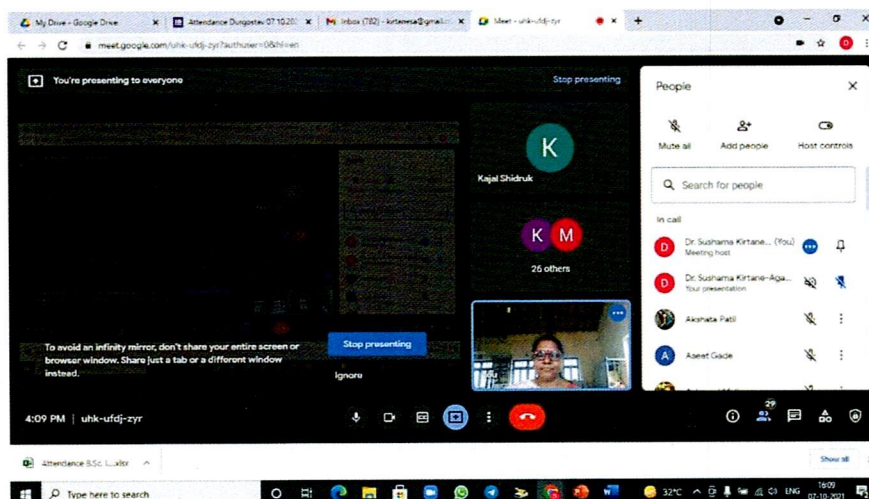 My Drive - Google Drive
Attendance Durgostav 07.10.202
Inbox (782) - kirtanesa@gmail.c
Meet - uhk-ufdj-zyr
meet.google.com/uhk-ufdj-zyr?authuser=0&hl=en
You're presenting to everyone
Stop presenting
K
Kajal Shidruk
K M
26 others
To avoid an infinity mirror, don't share your entire screen or
browser window. Share just a tab or a different window
instead.
Stop presenting
Ignore
4:09 PM | uhk-ufdj-zyr
People
Mute all
Add people
Host controls
Search for people
In call
D
Dr. Sushama Kirtane... (You)
Meeting host
D
Dr. Sushama Kirtane-Aga...
Your presentation
Akshata Patil
A
Aseet Gade
29
Attendance B.Sc. I....xlsx
Show all
Type here to search
32°C
ENG
16:09
07-10-2021